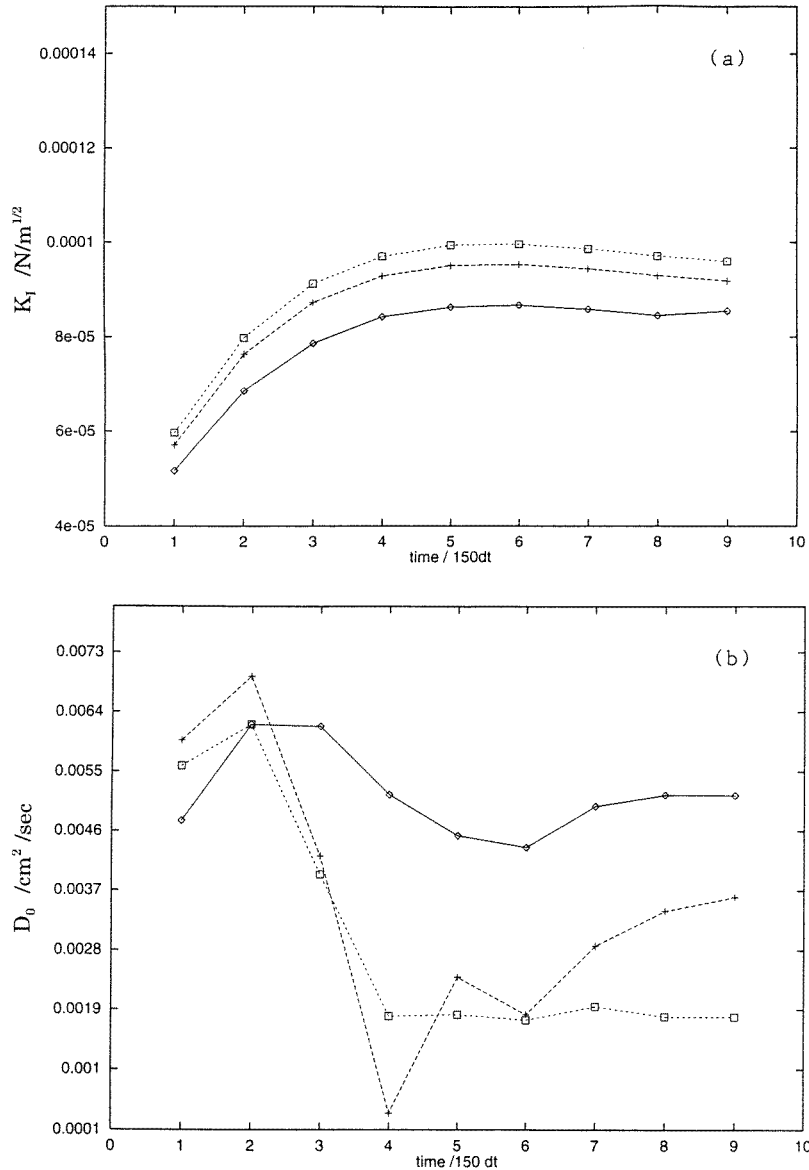 (a)
0.00014
0.00012
0.0001
8e-05
6e-05
4e-05
K_I /N/m^{1/2}
0 1 2 3 4 5 6 7 8 9 10
time / 150dt
(b)
0.0073
0.0064
0.0055
0.0046
0.0037
0.0028
0.0019
0.001
0.0001
D_0 /cm^2 /sec
0 1 2 3 4 5 6 7 8 9 10
time /150 dt